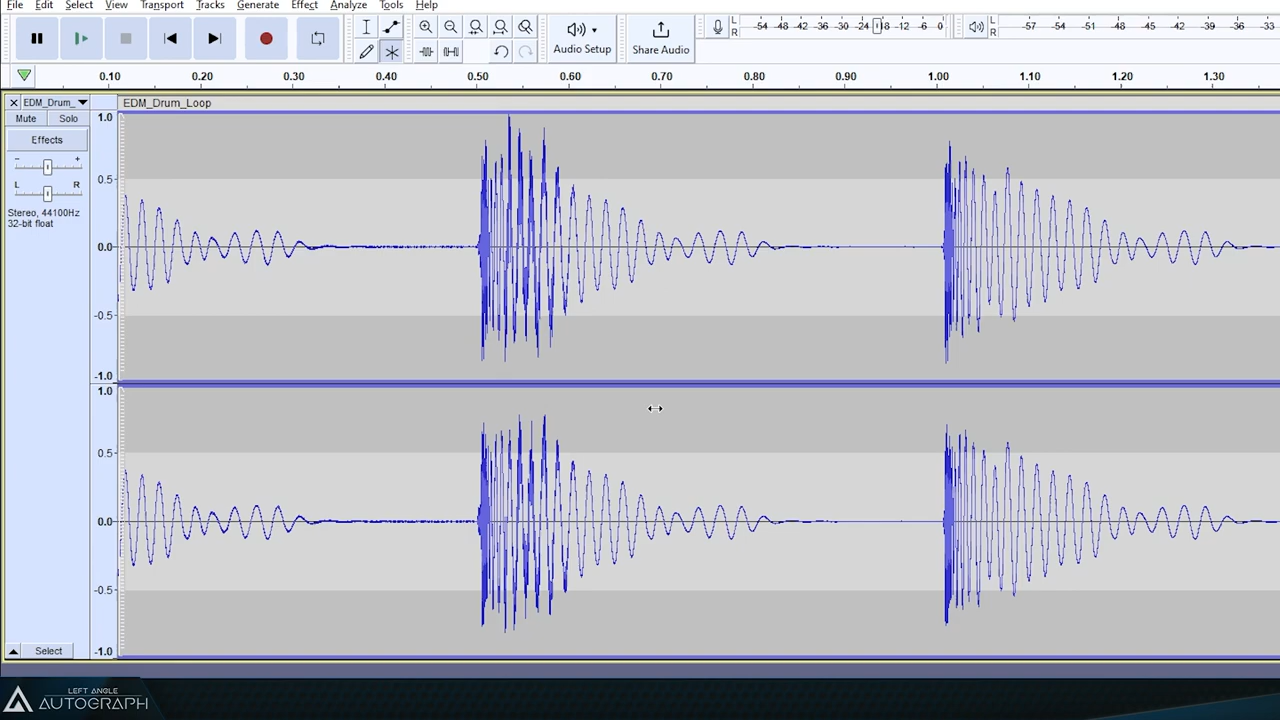 File Edit Select View Transport Tracks Generate Effect Analyze Tools Help
L R -54 -48 -42 -36 -30 -24 -18 -12 -6 0 L R -57 -54 -51 -48 -45 -42 -39 -36 -33
Audio Setup Share Audio
0.10 0.20 0.30 0.40 0.50 0.60 0.70 0.80 0.90 1.00 1.10 1.20 1.30
EDM_Drum_ EDM_Drum_Loop
Mute Solo 1.0
Effects
- +
0.5
L R
Stereo, 44100Hz
32-bit float
0.0
-0.5
-1.0
1.0
0.5
0.0
-0.5
Select -1.0
LEFT ANGLE
AUTOGRAPH